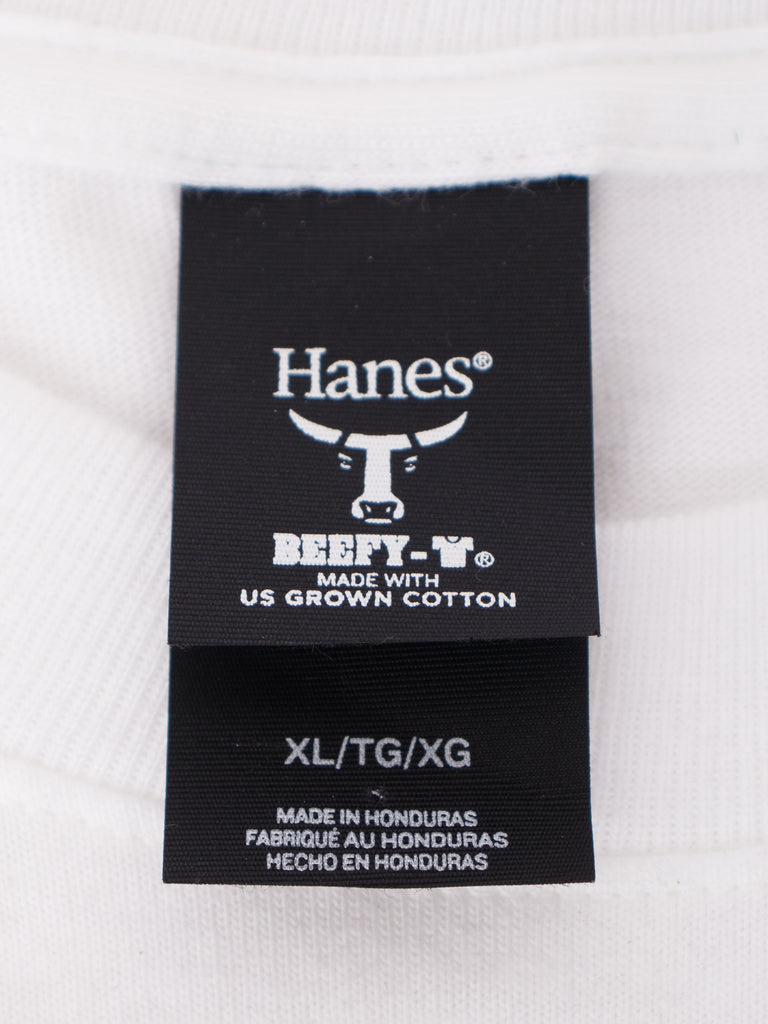 Hanes®
BEEFY-T®
MADE WITH
US GROWN COTTON
XL/TG/XG
MADE IN HONDURAS
FABRIQUÉ AU HONDURAS
HECHO EN HONDURAS